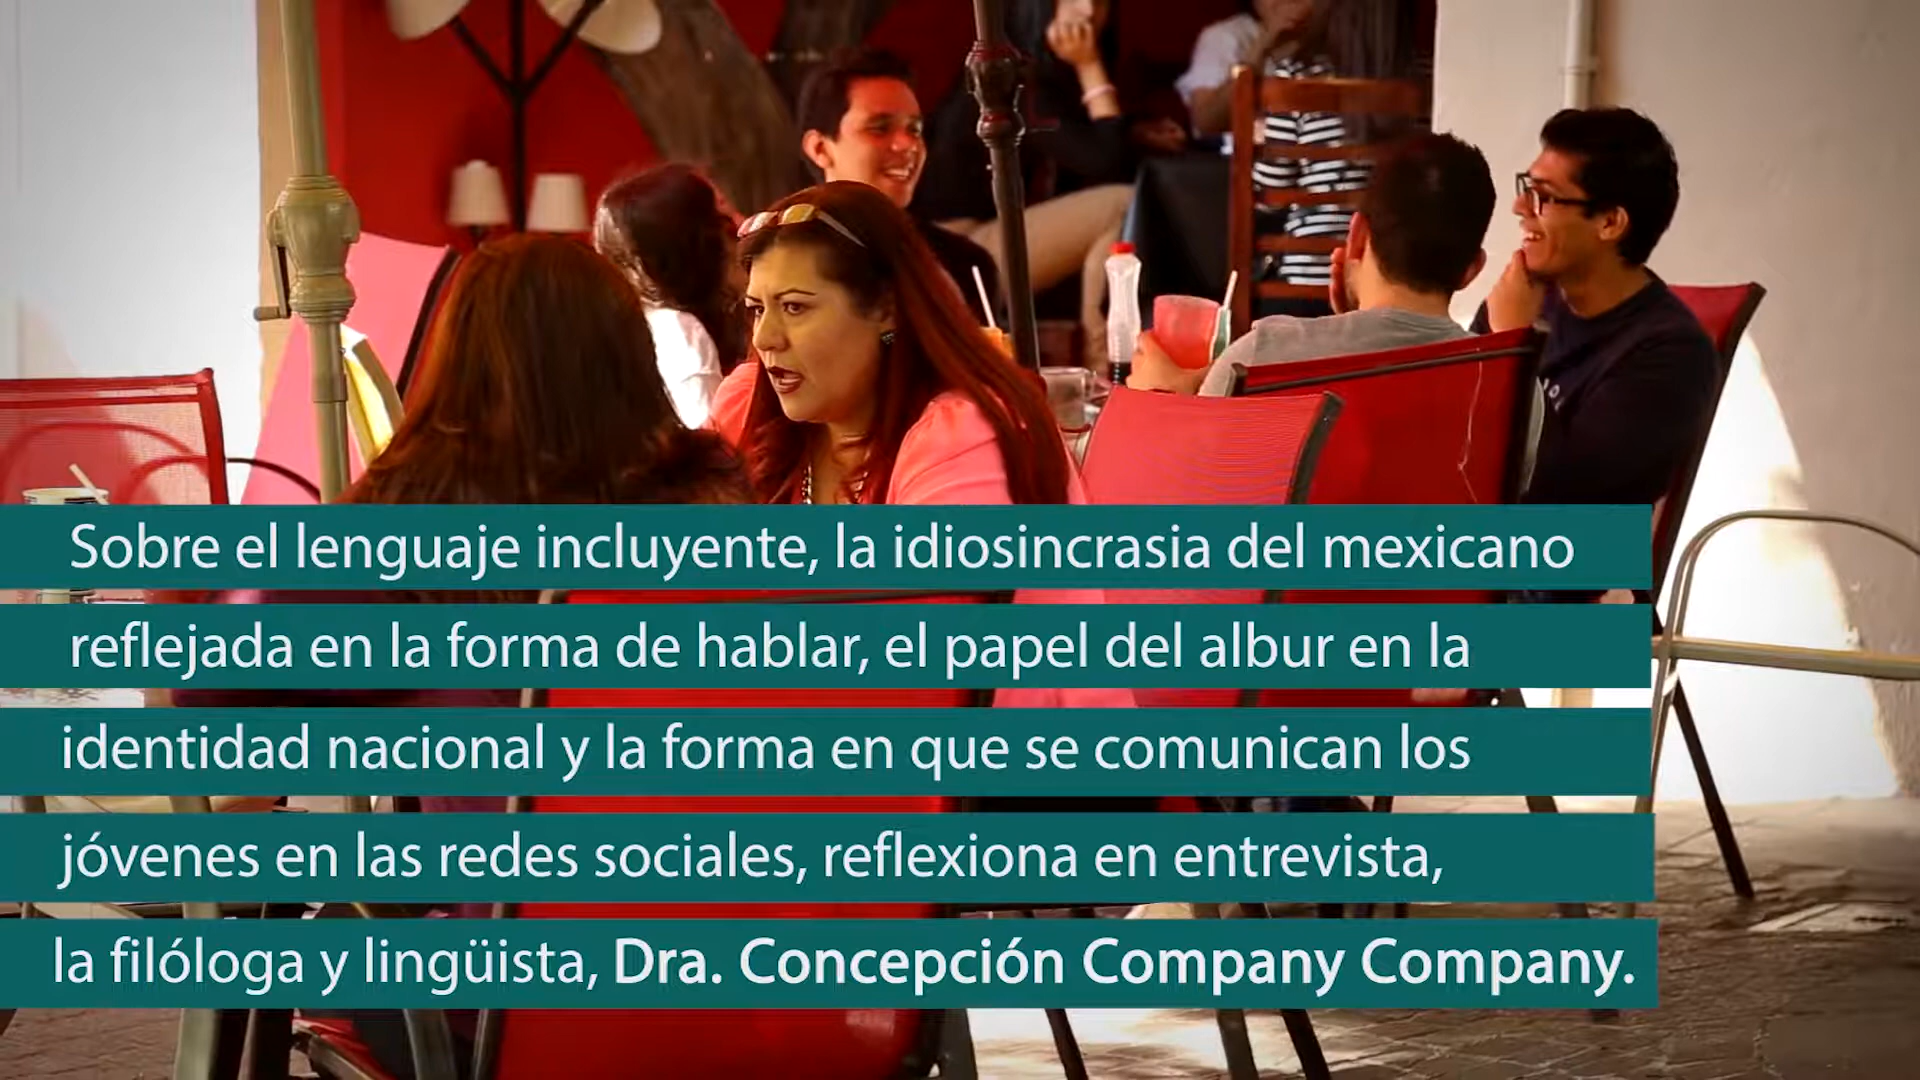 Sobre el lenguaje incluyente, la idiosincrasia del mexicano
reflejada en la forma de hablar, el papel del albur en la
identidad nacional y la forma en que se comunican los
jóvenes en las redes sociales, reflexiona en entrevista,
la filóloga y lingüista, Dra. Concepción Company Company.